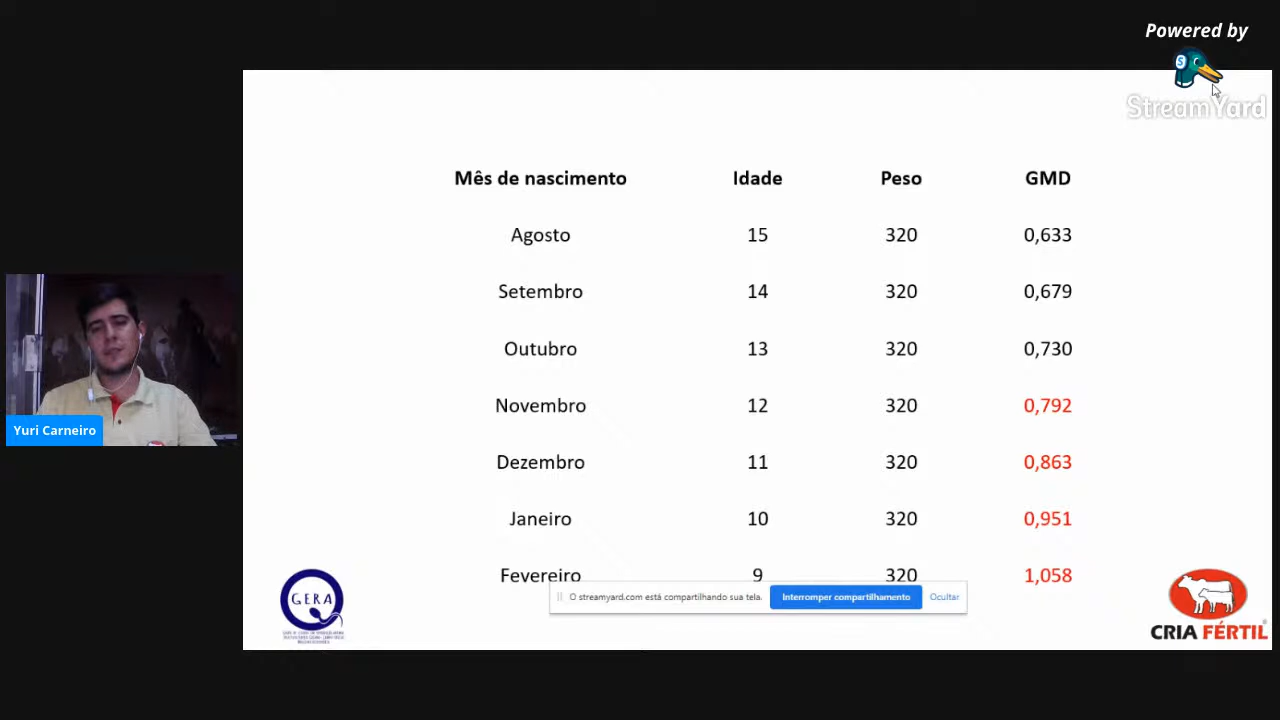 Powered by
StreamYard
Mês de nascimento Idade Peso GMD
Agosto 15 320 0,633
Setembro 14 320 0,679
Outubro 13 320 0,730
Novembro 12 320 0,792
Dezembro 11 320 0,863
Janeiro 10 320 0,951
Fevereiro 9 320 1,058
Yuri Carneiro
O streamyard.com está compartilhando sua tela. Interromper compartilhamento Ocultar
GERA
CRIA FÉRTIL